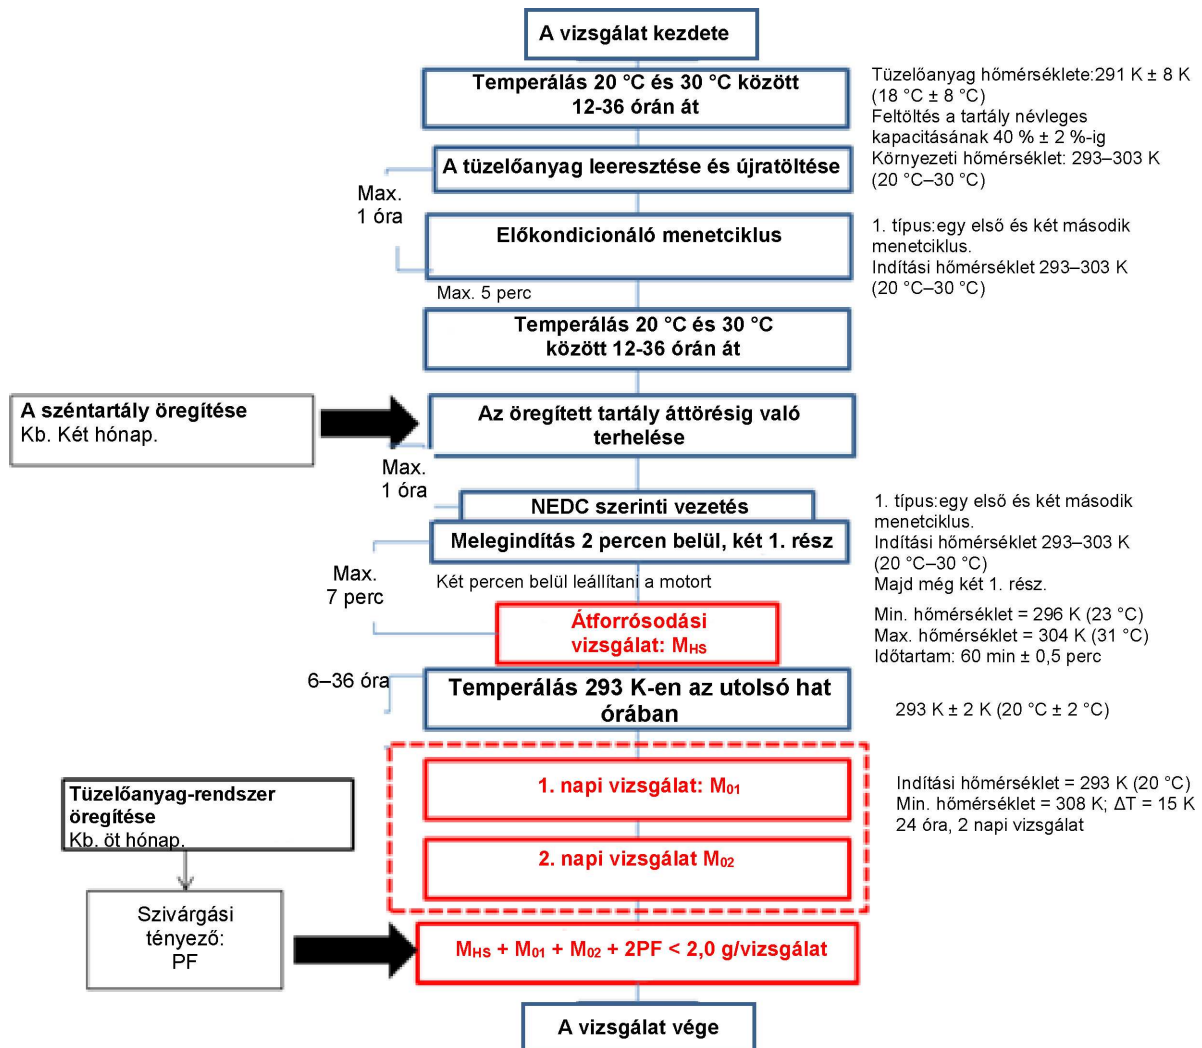 A vizsgálat kezdete
Temperálás 20 °C és 30 °C között
12-36 órán át
Tüzelőanyag hőmérséklete:291 K ± 8 K
(18 °C ± 8 °C)
Feltöltés a tartály névleges
kapacitásának 40 % ± 2 %-ig
Környezeti hőmérséklet: 293–303 K
(20 °C–30 °C)
A tüzelőanyag leeresztése és újratöltése
Max.
1 óra
Előkondicionáló menetciklus
1. típus:egy első és két második
menetciklus.
Indítási hőmérséklet 293–303 K
(20 °C–30 °C)
Max. 5 perc
Temperálás 20 °C és 30 °C
között 12-36 órán át
A széntartály öregítése
Kb. Két hónap.
Az öregített tartály áttörésig való
terhelése
Max.
1 óra
NEDC szerinti vezetés
Melegindítás 2 percen belül, két 1. rész
1. típus:egy első és két második
menetciklus.
Indítási hőmérséklet 293–303 K
(20 °C–30 °C)
Majd még két 1. rész.
Max.
7 perc
Két percen belül leállítani a motort
Átforrósodási
vizsgálat: MHS
Min. hőmérséklet = 296 K (23 °C)
Max. hőmérséklet = 304 K (31 °C)
Időtartam: 60 min ± 0,5 perc
6–36 óra
Temperálás 293 K-en az utolsó hat
órában
293 K ± 2 K (20 °C ± 2 °C)
1. napi vizsgálat: M01
2. napi vizsgálat M02
Indítási hőmérséklet = 293 K (20 °C)
Min. hőmérséklet = 308 K; ΔT = 15 K
24 óra, 2 napi vizsgálat
Tüzelőanyag-rendszer
öregítése
Kb. öt hónap.
Szivárgási
tényező:
PF
MHS + M01 + M02 + 2PF < 2,0 g/vizsgálat
A vizsgálat vége